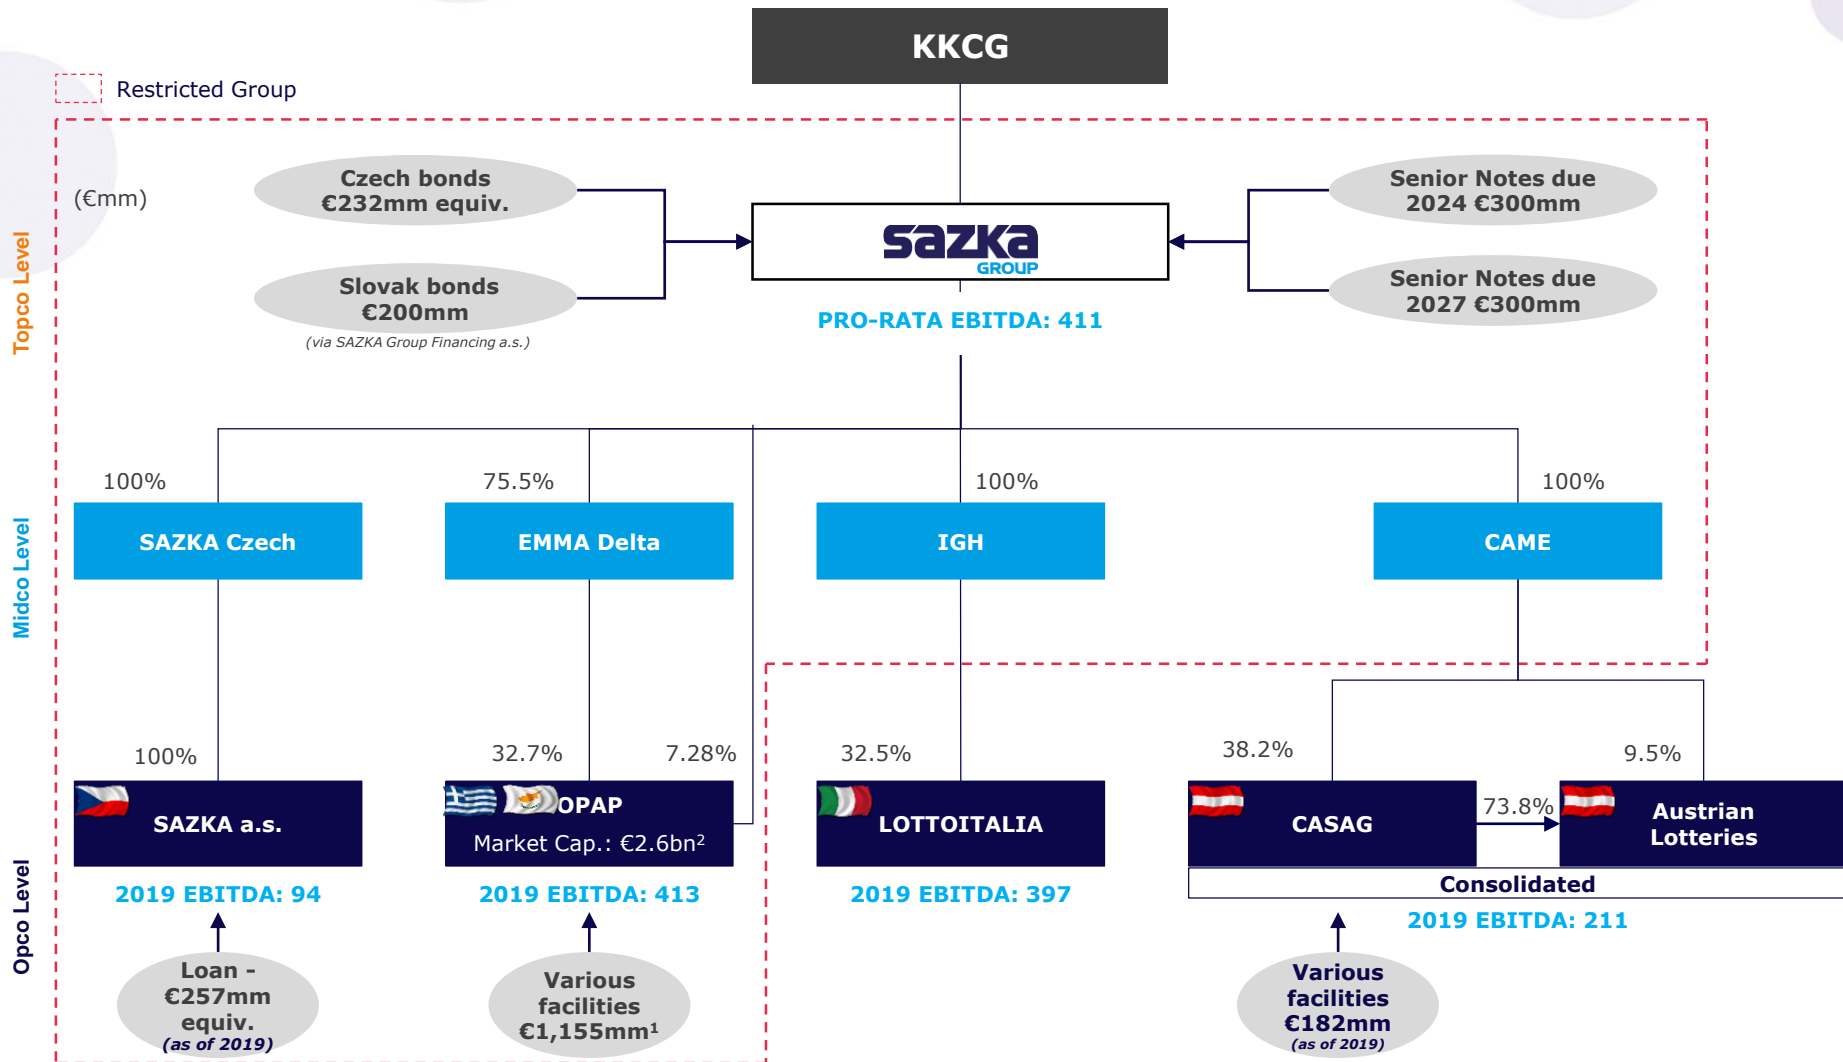 KKCG
Restricted Group
(€mm)
Czech bonds
€232mm equiv.
Slovak bonds
€200mm
(via SAZKA Group Financing a.s.)
sazka
GROUP
PRO-RATA EBITDA: 411
Senior Notes due
2024 €300mm
Senior Notes due
2027 €300mm
Topco Level
100%
75.5%
100%
100%
Midco Level
SAZKA Czech
EMMA Delta
IGH
CAME
100%
32.7%
7.28%
32.5%
38.2%
9.5%
Opco Level
SAZKA a.s.
OPAP
Market Cap.: €2.6bn²
LOTTOITALIA
CASAG
73.8%
Austrian
Lotteries
Consolidated
2019 EBITDA: 94
2019 EBITDA: 413
2019 EBITDA: 397
2019 EBITDA: 211
Loan -
€257mm
equiv.
(as of 2019)
Various
facilities
€1,155mm¹
Various
facilities
€182mm
(as of 2019)